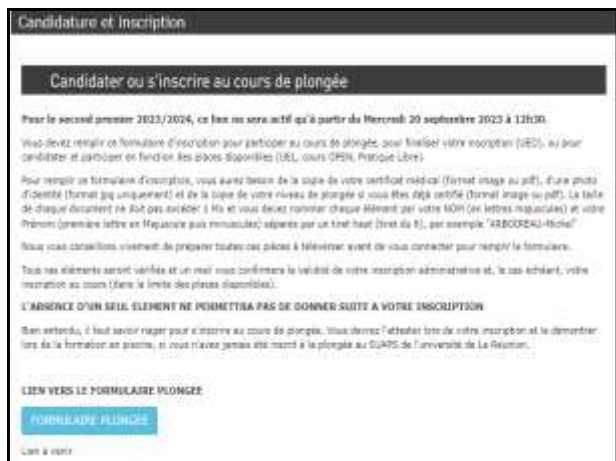 Candidature et inscription
Candidater ou s'inscrire au cours de plongée
Pour le second premier 2023/2024, ce lien ne sera actif qu'à partir du Mercredi 20 septembre 2023 à 12h30.
Vous devez remplir ce formulaire d'inscription pour participer au cours de plongée, pour finaliser votre inscription (UEO), ou pour
candidater et participer en fonction des places disponibles (UEL, cours OPEN, Pratique Libre)
Pour remplir ce formulaire d'inscription, vous aurez besoin de la copie de votre certificat médical (format image ou pdf), d'une photo
d'identité (format jpg uniquement) et de la copie de votre niveau de plongée si vous êtes déjà certifié (format image ou pdf). La taille
de chaque document ne doit pas excéder 1 Mo et vous devez nommer chaque élément par votre NOM (en lettres majuscules) et votre
Prénom (première lettre en Majuscule puis minuscules) séparés par un tiret haut (tiret du 6), par exemple "ARBOIREAU-Michel"
Nous vous conseillons vivement de préparer toutes ces pièces à téléverser avant de vous connecter pour remplir le formulaire.
Tous ces éléments seront vérifiés et un mail vous confirmera la validité de votre inscription administrative et, le cas échéant, votre
inscription au cours (dans la limite des places disponibles).
L'ABSENCE D'UN SEUL ELEMENT NE PERMETTRA PAS DE DONNER SUITE A VOTRE INSCRIPTION
Bien entendu, il faut savoir nager pour s'inscrire au cours de plongée. Vous devrez l'attester lors de votre inscription et le démontrer
lors de la formation en piscine, si vous n'avez jamais été inscrit à la plongée au SUAPS de l'université de La Réunion.
LIEN VERS LE FORMULAIRE PLONGEE
FORMULAIRE PLONGEE
Lien à venir